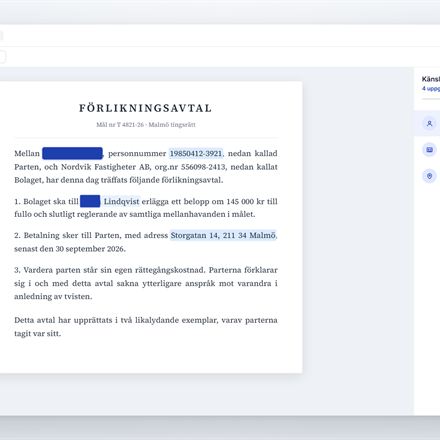 Känsl
4 uppg
FÖRLIKNINGSAVTAL
Mål nr T 4821-26 · Malmö tingsrätt
Mellan , personnummer 19850412-3921, nedan kallad
Parten, och Nordvik Fastigheter AB, org.nr 556098-2413, nedan kallat
Bolaget, har denna dag träffats följande förlikningsavtal.
1. Bolaget ska till Lindqvist erlägga ett belopp om 145 000 kr till
fullo och slutligt reglerande av samtliga mellanhavanden i målet.
2. Betalning sker till Parten, med adress Storgatan 14, 211 34 Malmö,
senast den 30 september 2026.
3. Vardera parten står sin egen rättegångskostnad. Parterna förklarar
sig i och med detta avtal sakna ytterligare anspråk mot varandra i
anledning av tvisten.
Detta avtal har upprättats i två likalydande exemplar, varav parterna
tagit var sitt.